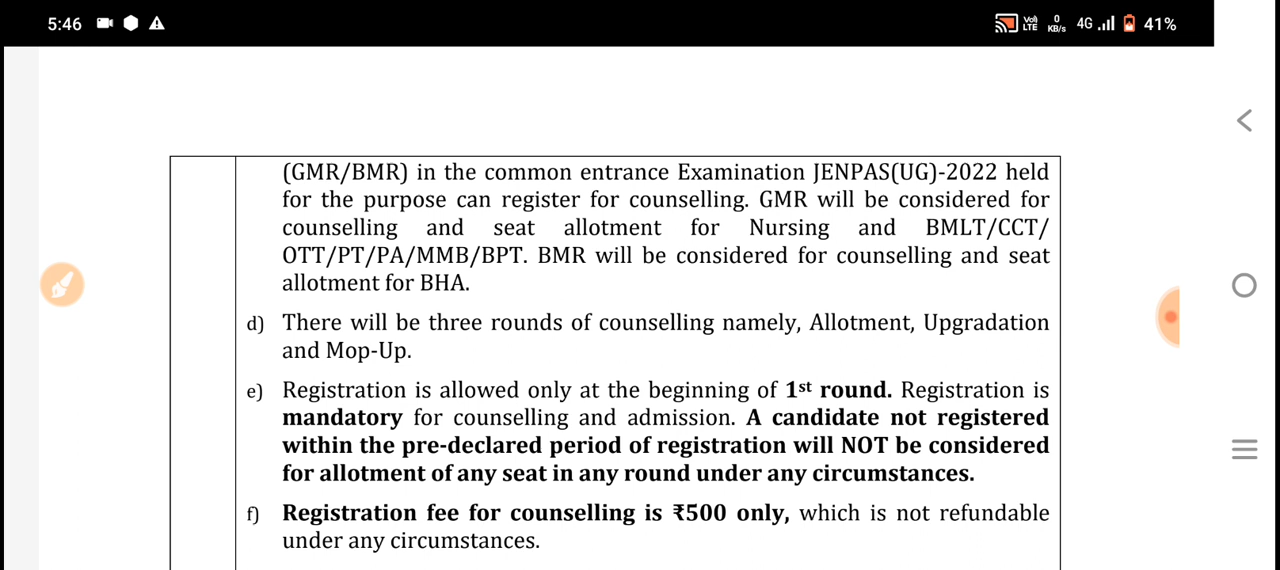 5:46
Vo) LTE
0 KB/s
4G
41%
(GMR/BMR) in the common entrance Examination JENPAS(UG)-2022 held
for the purpose can register for counselling. GMR will be considered for
counselling and seat allotment for Nursing and BMLT/CCT/
OTT/PT/PA/MMB/BPT. BMR will be considered for counselling and seat
allotment for BHA.
d) There will be three rounds of counselling namely, Allotment, Upgradation
and Mop-Up.
e) Registration is allowed only at the beginning of 1st round. Registration is
mandatory for counselling and admission. A candidate not registered
within the pre-declared period of registration will NOT be considered
for allotment of any seat in any round under any circumstances.
f) Registration fee for counselling is ₹500 only, which is not refundable
under any circumstances.